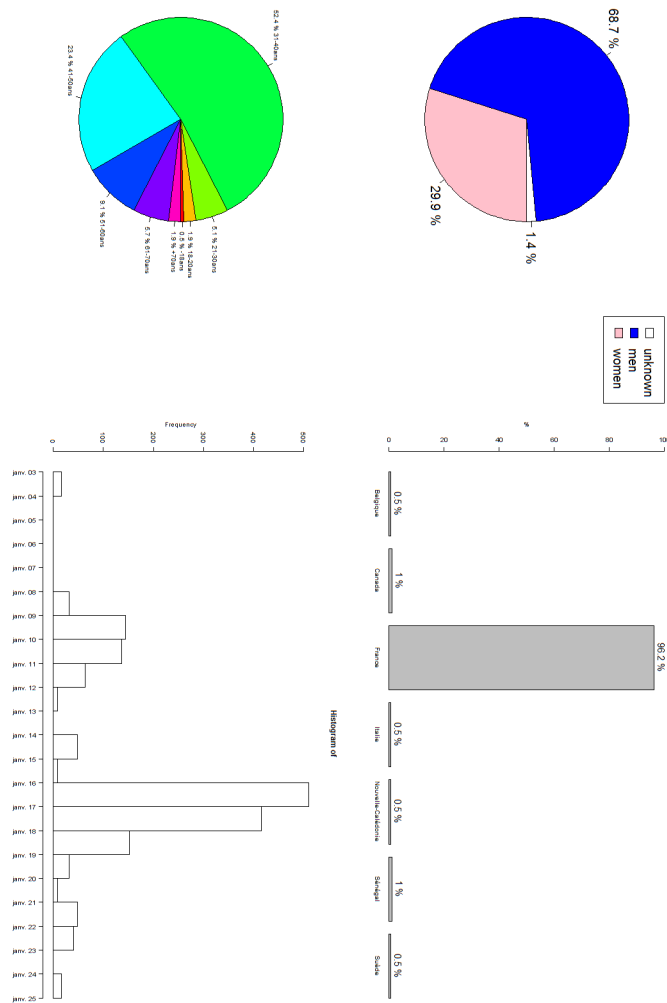 68.7 %
29.9 %
1.4 %
unknown
men
women
%
0
20
40
60
80
100
0.5 %
1 %
96.2 %
0.5 %
0.5 %
1 %
0.5 %
Belgique
Canada
France
Italie
Nouvelle-Calédonie
Sénégal
Suède
52.4 % 31-40ans
23.4 % 41-50ans
9.1 % 51-60ans
5.7 % 61-70ans
1.9 % +70ans
0.5 % -18ans
1.9 % 18-20ans
5.1 % 21-30ans
Histogram of
Frequency
0
100
200
300
400
500
janv. 03
janv. 04
janv. 05
janv. 06
janv. 07
janv. 08
janv. 09
janv. 10
janv. 11
janv. 12
janv. 13
janv. 14
janv. 15
janv. 16
janv. 17
janv. 18
janv. 19
janv. 20
janv. 21
janv. 22
janv. 23
janv. 24
janv. 25